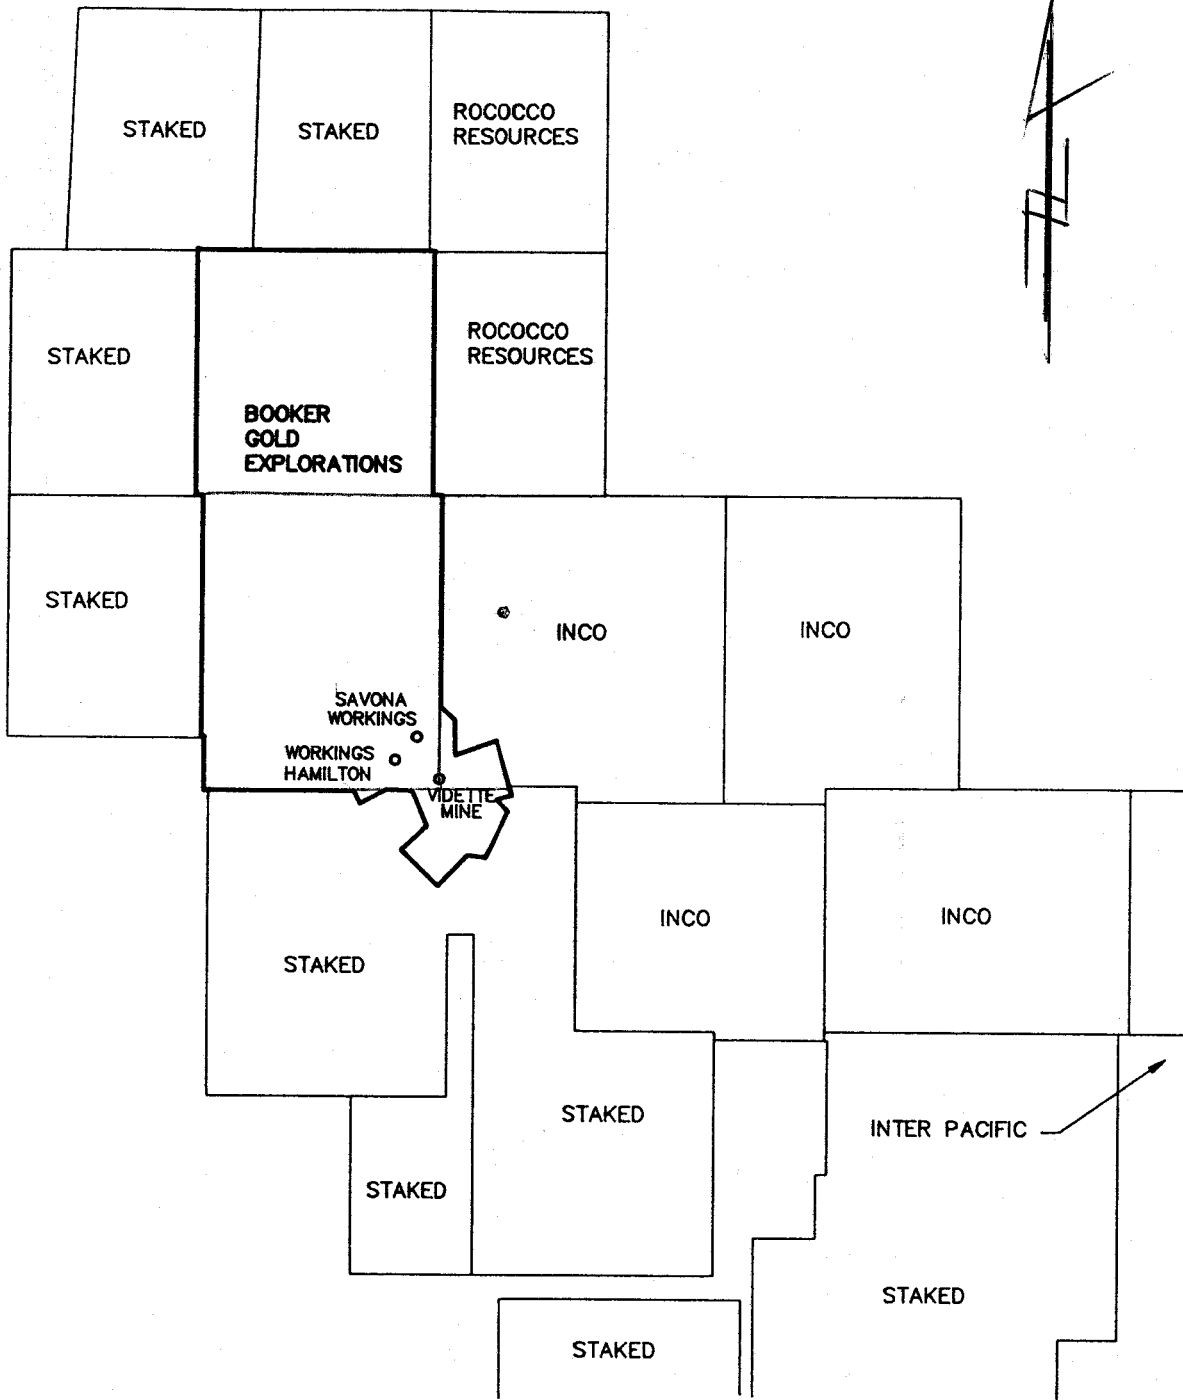 STAKED
STAKED
ROCOCCO
RESOURCES
STAKED
ROCOCCO
RESOURCES
BOOKER
GOLD
EXPLORATIONS
STAKED
INCO
INCO
SAVONA
WORKINGS
WORKINGS
HAMILTON
VIDETTE
MINE
INCO
INCO
STAKED
STAKED
INTER PACIFIC
STAKED
STAKED
STAKED
N